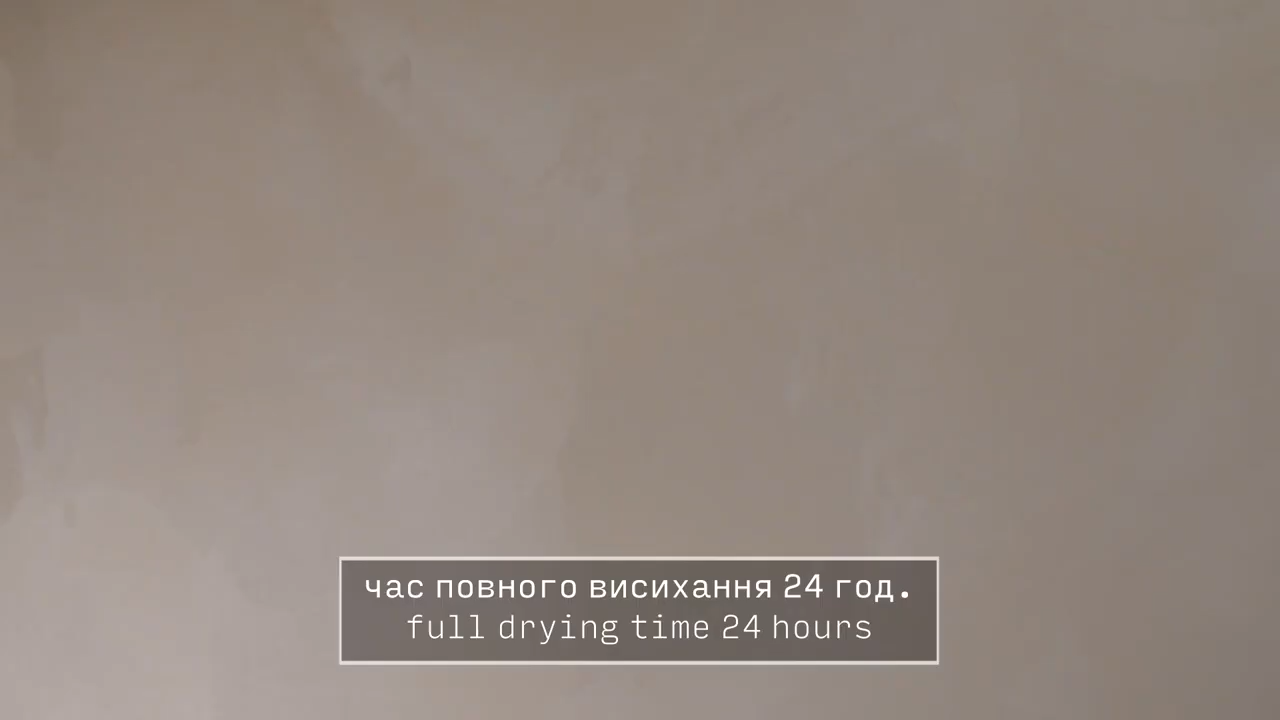 час повного висихання 24 год.
full drying time 24 hours